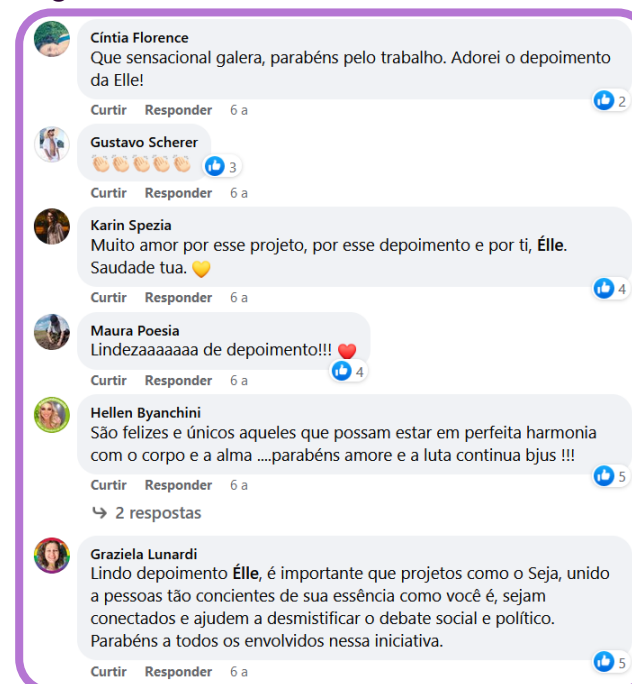 Cíntia Florence
Que sensacional galera, parabéns pelo trabalho. Adorei o depoimento
da Elle!
2
Curtir Responder 6 a
Gustavo Scherer
👏🏻👏🏻👏🏻👏🏻👏🏻 3
Curtir Responder 6 a
Karin Spezia
Muito amor por esse projeto, por esse depoimento e por ti, Élle.
Saudade tua. 💛
4
Curtir Responder 6 a
Maura Poesia
Lindezaaaaaaa de depoimento!!! ❤️
4
Curtir Responder 6 a
Hellen Byanchini
São felizes e únicos aqueles que possam estar em perfeita harmonia
com o corpo e a alma ....parabéns amore e a luta continua bjus !!!
5
Curtir Responder 6 a
2 respostas
Graziela Lunardi
Lindo depoimento Élle, é importante que projetos como o Seja, unido
a pessoas tão concientes de sua essência como você é, sejam
conectados e ajudem a desmistificar o debate social e político.
Parabéns a todos os envolvidos nessa iniciativa.
5
Curtir Responder 6 a